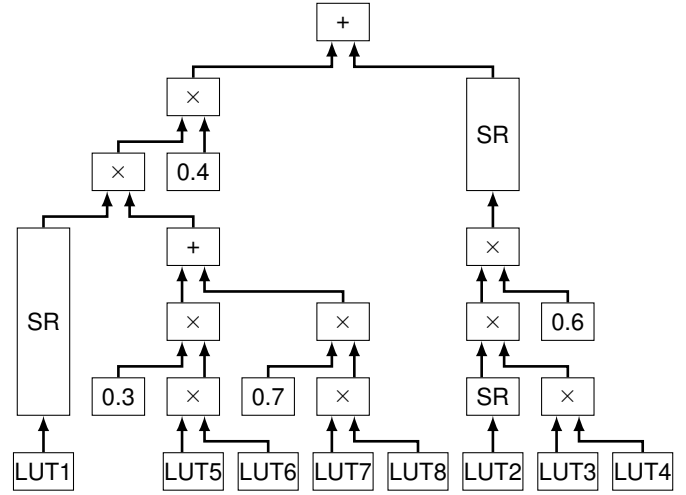 +
×
SR
× 0.4
SR + ×
× × × 0.6
0.3 × 0.7 × SR ×
LUT1 LUT5 LUT6 LUT7 LUT8 LUT2 LUT3 LUT4